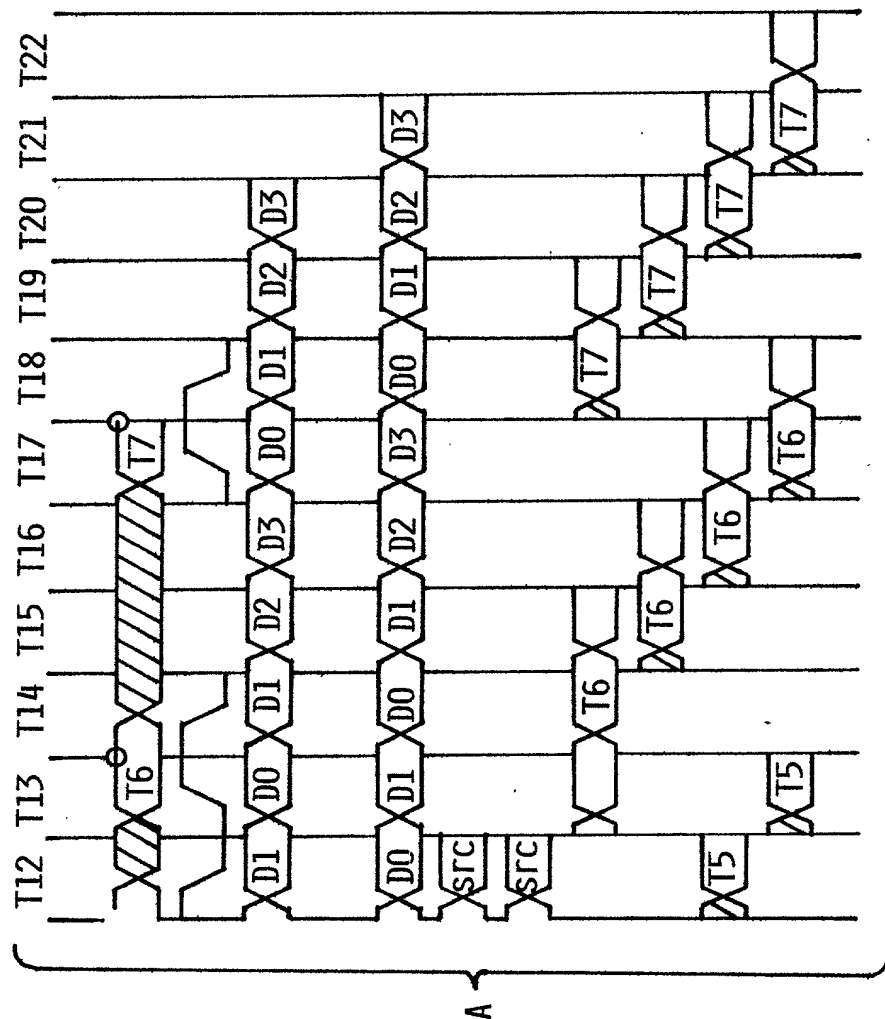 T12 T13 T14 T15 T16 T17 T18 T19 T20 T21 T22
T6 T7
D1 D0 D1 D2 D3 D0 D1 D2 D3
D0 D1 D0 D1 D2 D3 D0 D1 D2 D3
src
A
src
T6 T7
T6 T7
T5 T6 T7
T5 T6 T7